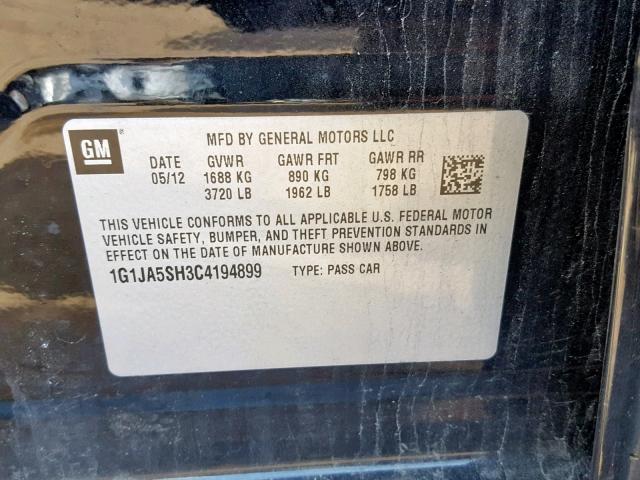 GM® MFD BY GENERAL MOTORS LLC
DATE GVWR GAWR FRT GAWR RR
05/12 1688 KG 890 KG 798 KG
3720 LB 1962 LB 1758 LB
THIS VEHICLE CONFORMS TO ALL APPLICABLE U.S. FEDERAL MOTOR
VEHICLE SAFETY, BUMPER, AND THEFT PREVENTION STANDARDS IN
EFFECT ON THE DATE OF MANUFACTURE SHOWN ABOVE.
1G1JA5SH3C4194899 TYPE: PASS CAR